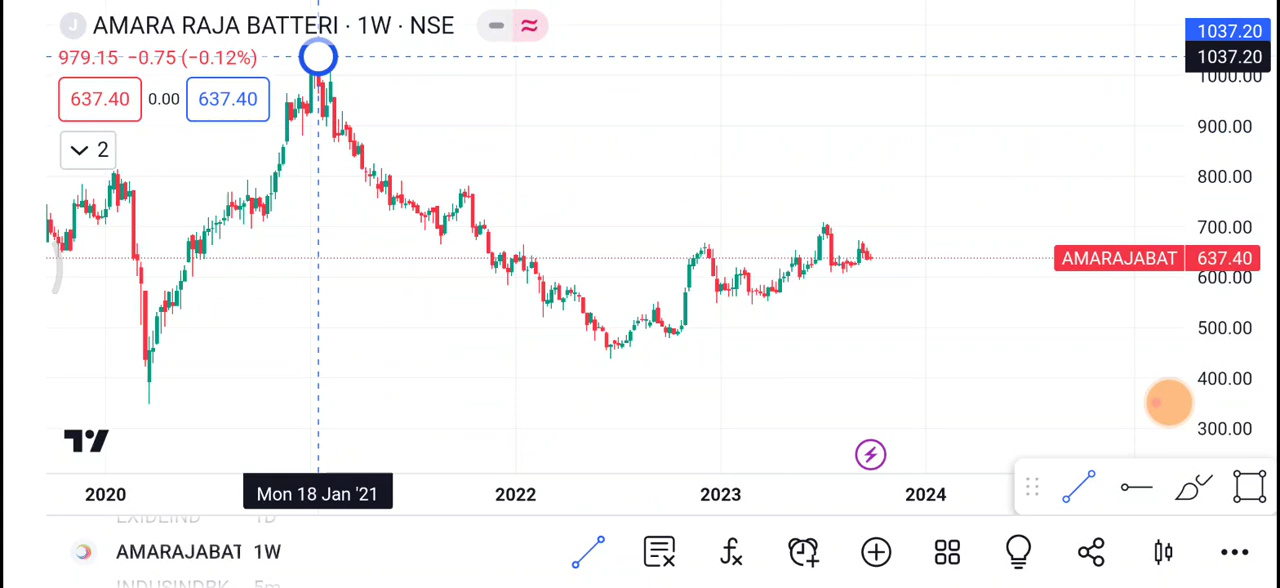 J AMARA RAJA BATTERI · 1W · NSE
979.15 −0.75 (−0.12%)
637.40 0.00 637.40
2
1037.20
1037.20
1000.00
900.00
800.00
700.00
AMARAJABAT 637.40
600.00
500.00
400.00
300.00
2020 Mon 18 Jan '21 2022 2023 2024
EXIDEIND 1D
AMARAJABAT 1W
INDUSINDBK 5m